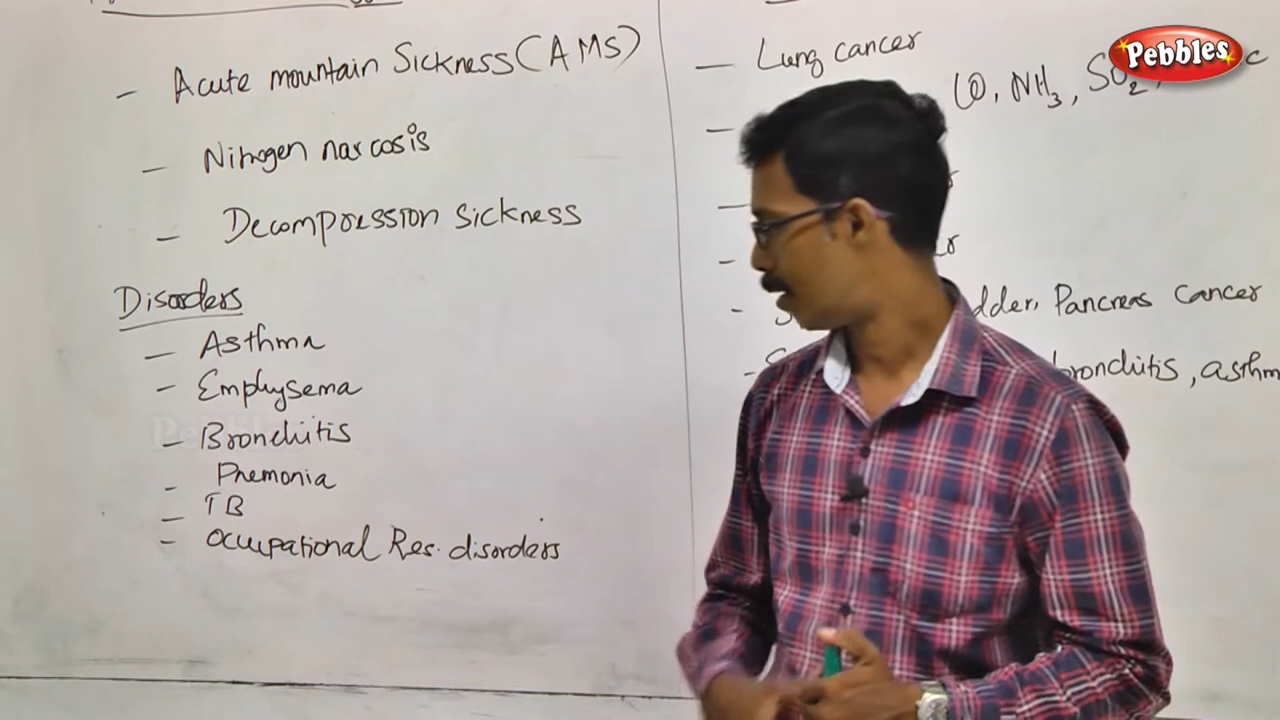 Acute mountain Sickness (AMS)
Nitrogen narcosis
Decompression Sickness
Disorders
Asthma
Emphysema
Bronchitis
Pnemonia
TB
Occupational Res. disorders
Lung cancer
CO, NH3, SO2,
Pancreas Cancer
bronchitis, asthm
Pebbles